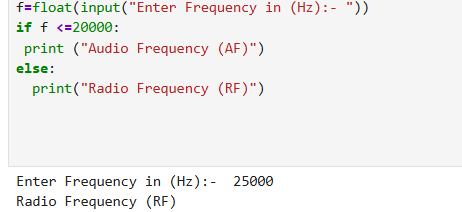 f=float(input("Enter Frequency in (Hz):- "))
if f <=20000:
 print ("Audio Frequency (AF)")
else:
  print("Radio Frequency (RF)")
Enter Frequency in (Hz):-  25000
Radio Frequency (RF)